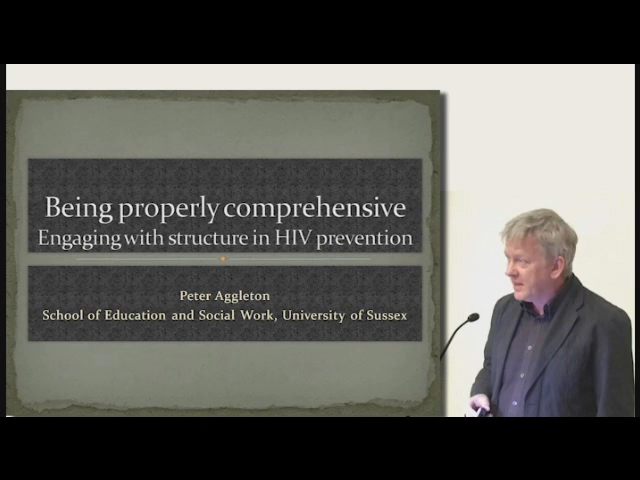 Being properly comprehensive
Engaging with structure in HIV prevention
Peter Aggleton
School of Education and Social Work, University of Sussex